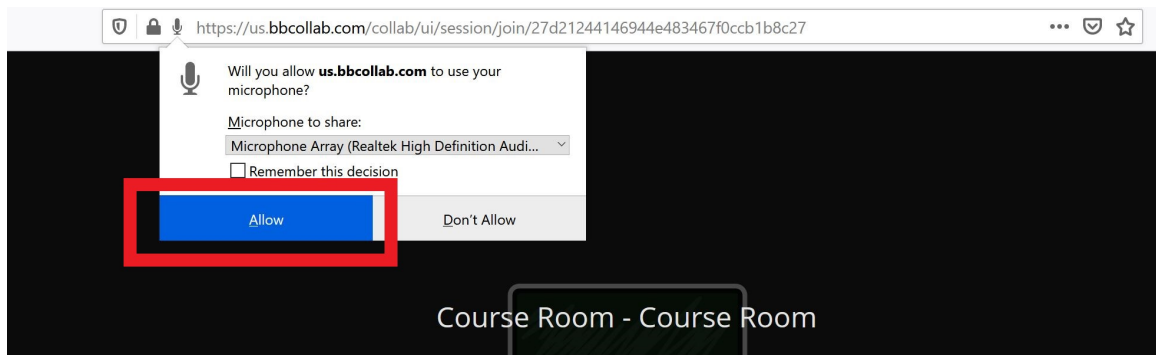 https://us.bbcollab.com/collab/ui/session/join/27d21244146944e483467f0ccb1b8c27
Will you allow us.bbcollab.com to use your
microphone?
Microphone to share:
Microphone Array (Realtek High Definition Audi...
Remember this decision
Allow
Don't Allow
Course Room - Course Room